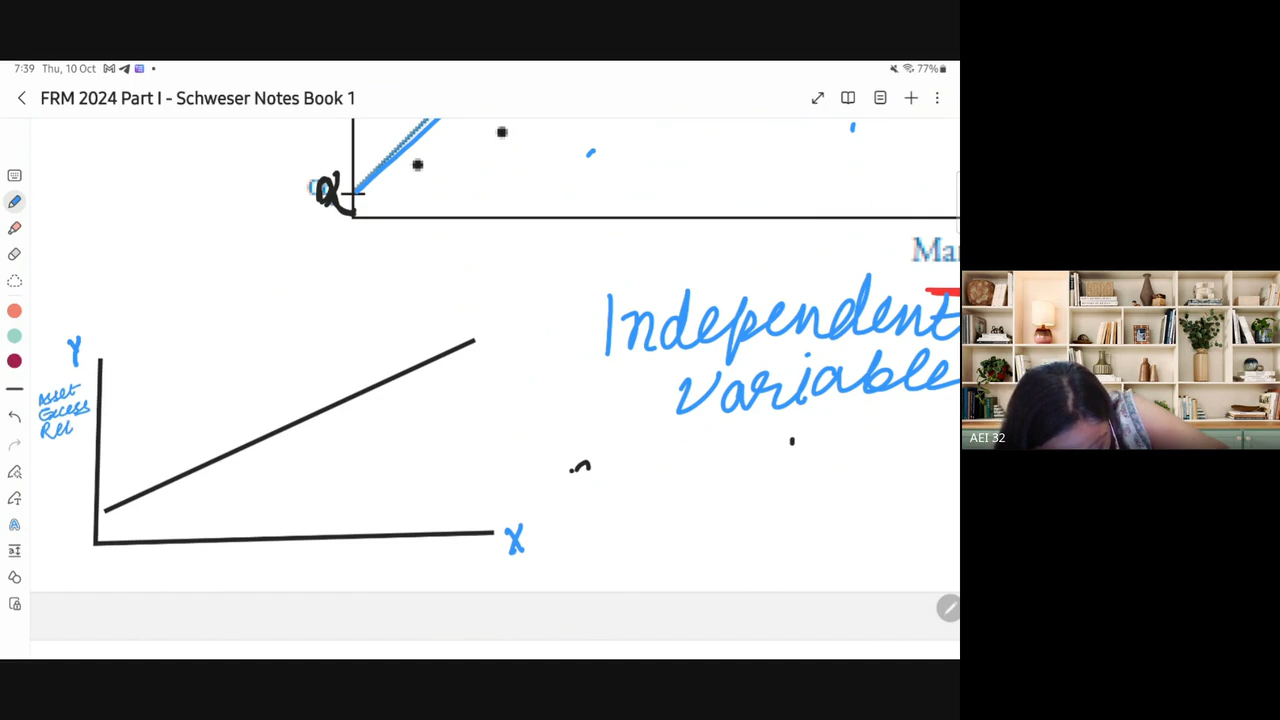 7:39 Thu, 10 Oct
77%
FRM 2024 Part I - Schweser Notes Book 1
α
Mar
Independent
variable
Y
Asset
Excess
Ret
X
AEI 32